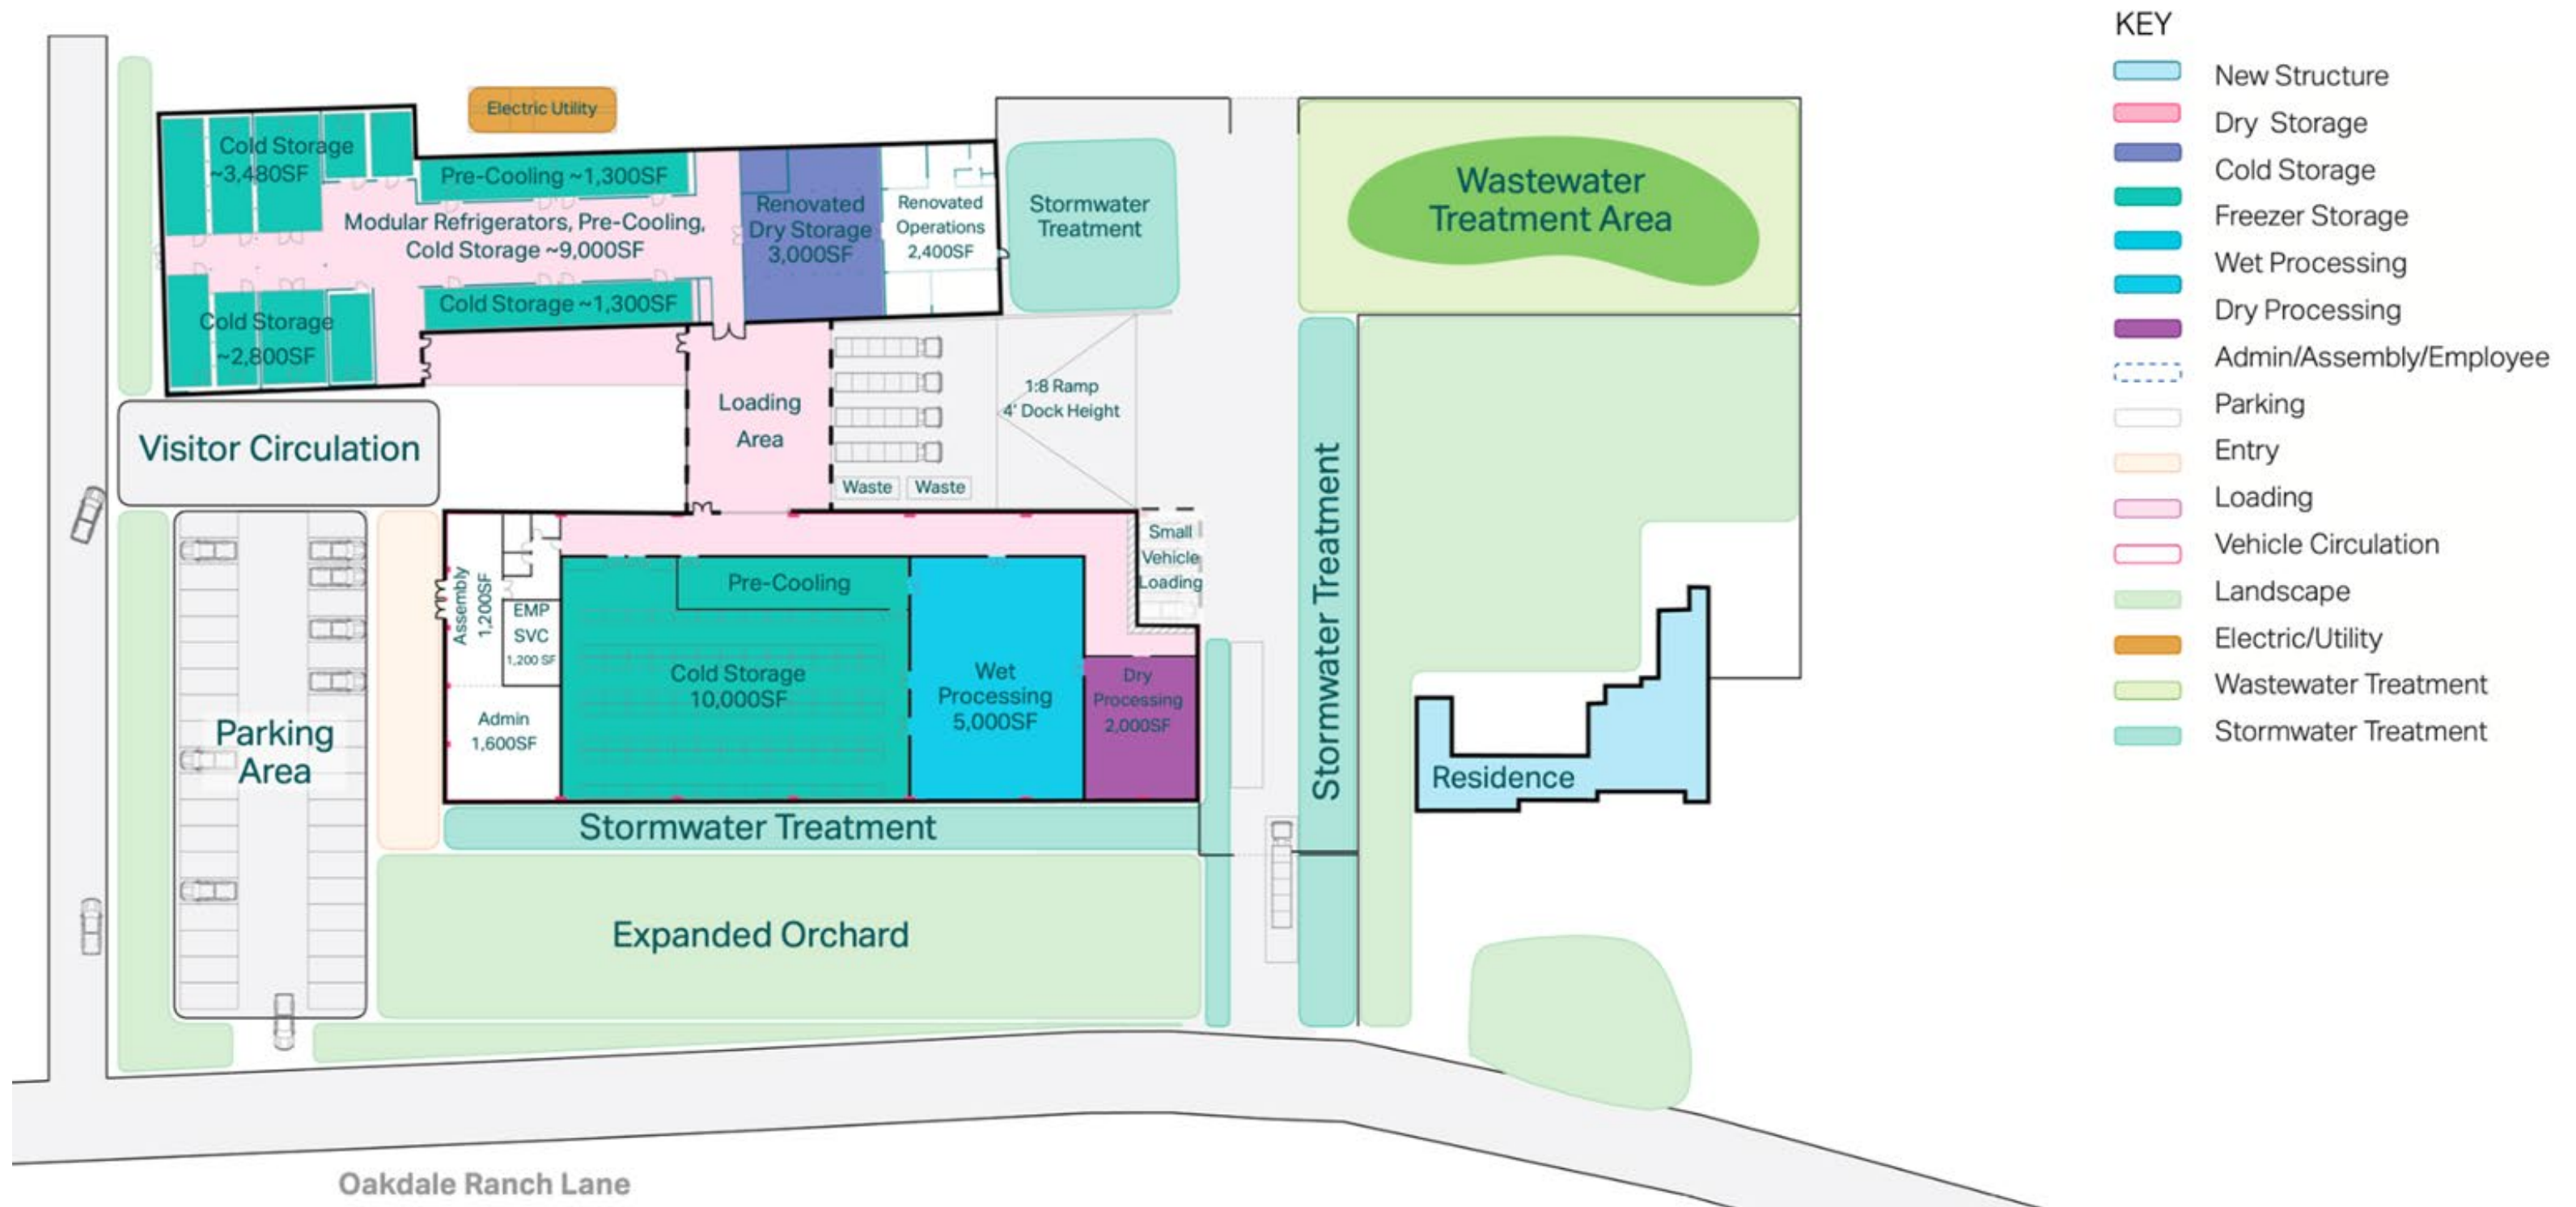 KEY
New Structure
Dry Storage
Cold Storage
Freezer Storage
Wet Processing
Dry Processing
Admin/Assembly/Employee
Parking
Entry
Loading
Vehicle Circulation
Landscape
Electric/Utility
Wastewater Treatment
Stormwater Treatment
Electric Utility
Cold Storage
~3,480SF
Pre-Cooling ~1,300SF
Modular Refrigerators, Pre-Cooling,
Cold Storage ~9,000SF
Cold Storage ~1,300SF
Cold Storage
~2,800SF
Renovated
Dry Storage
3,000SF
Renovated
Operations
2,400SF
Stormwater
Treatment
Wastewater
Treatment Area
Loading
Area
1:8 Ramp
4' Dock Height
Waste
Waste
Visitor Circulation
Small
Vehicle
Loading
Assembly
1,200SF
EMP
SVC
1,200 SF
Admin
1,600SF
Pre-Cooling
Cold Storage
10,000SF
Wet
Processing
5,000SF
Dry
Processing
2,000SF
Stormwater Treatment
Parking
Area
Residence
Stormwater Treatment
Expanded Orchard
Oakdale Ranch Lane